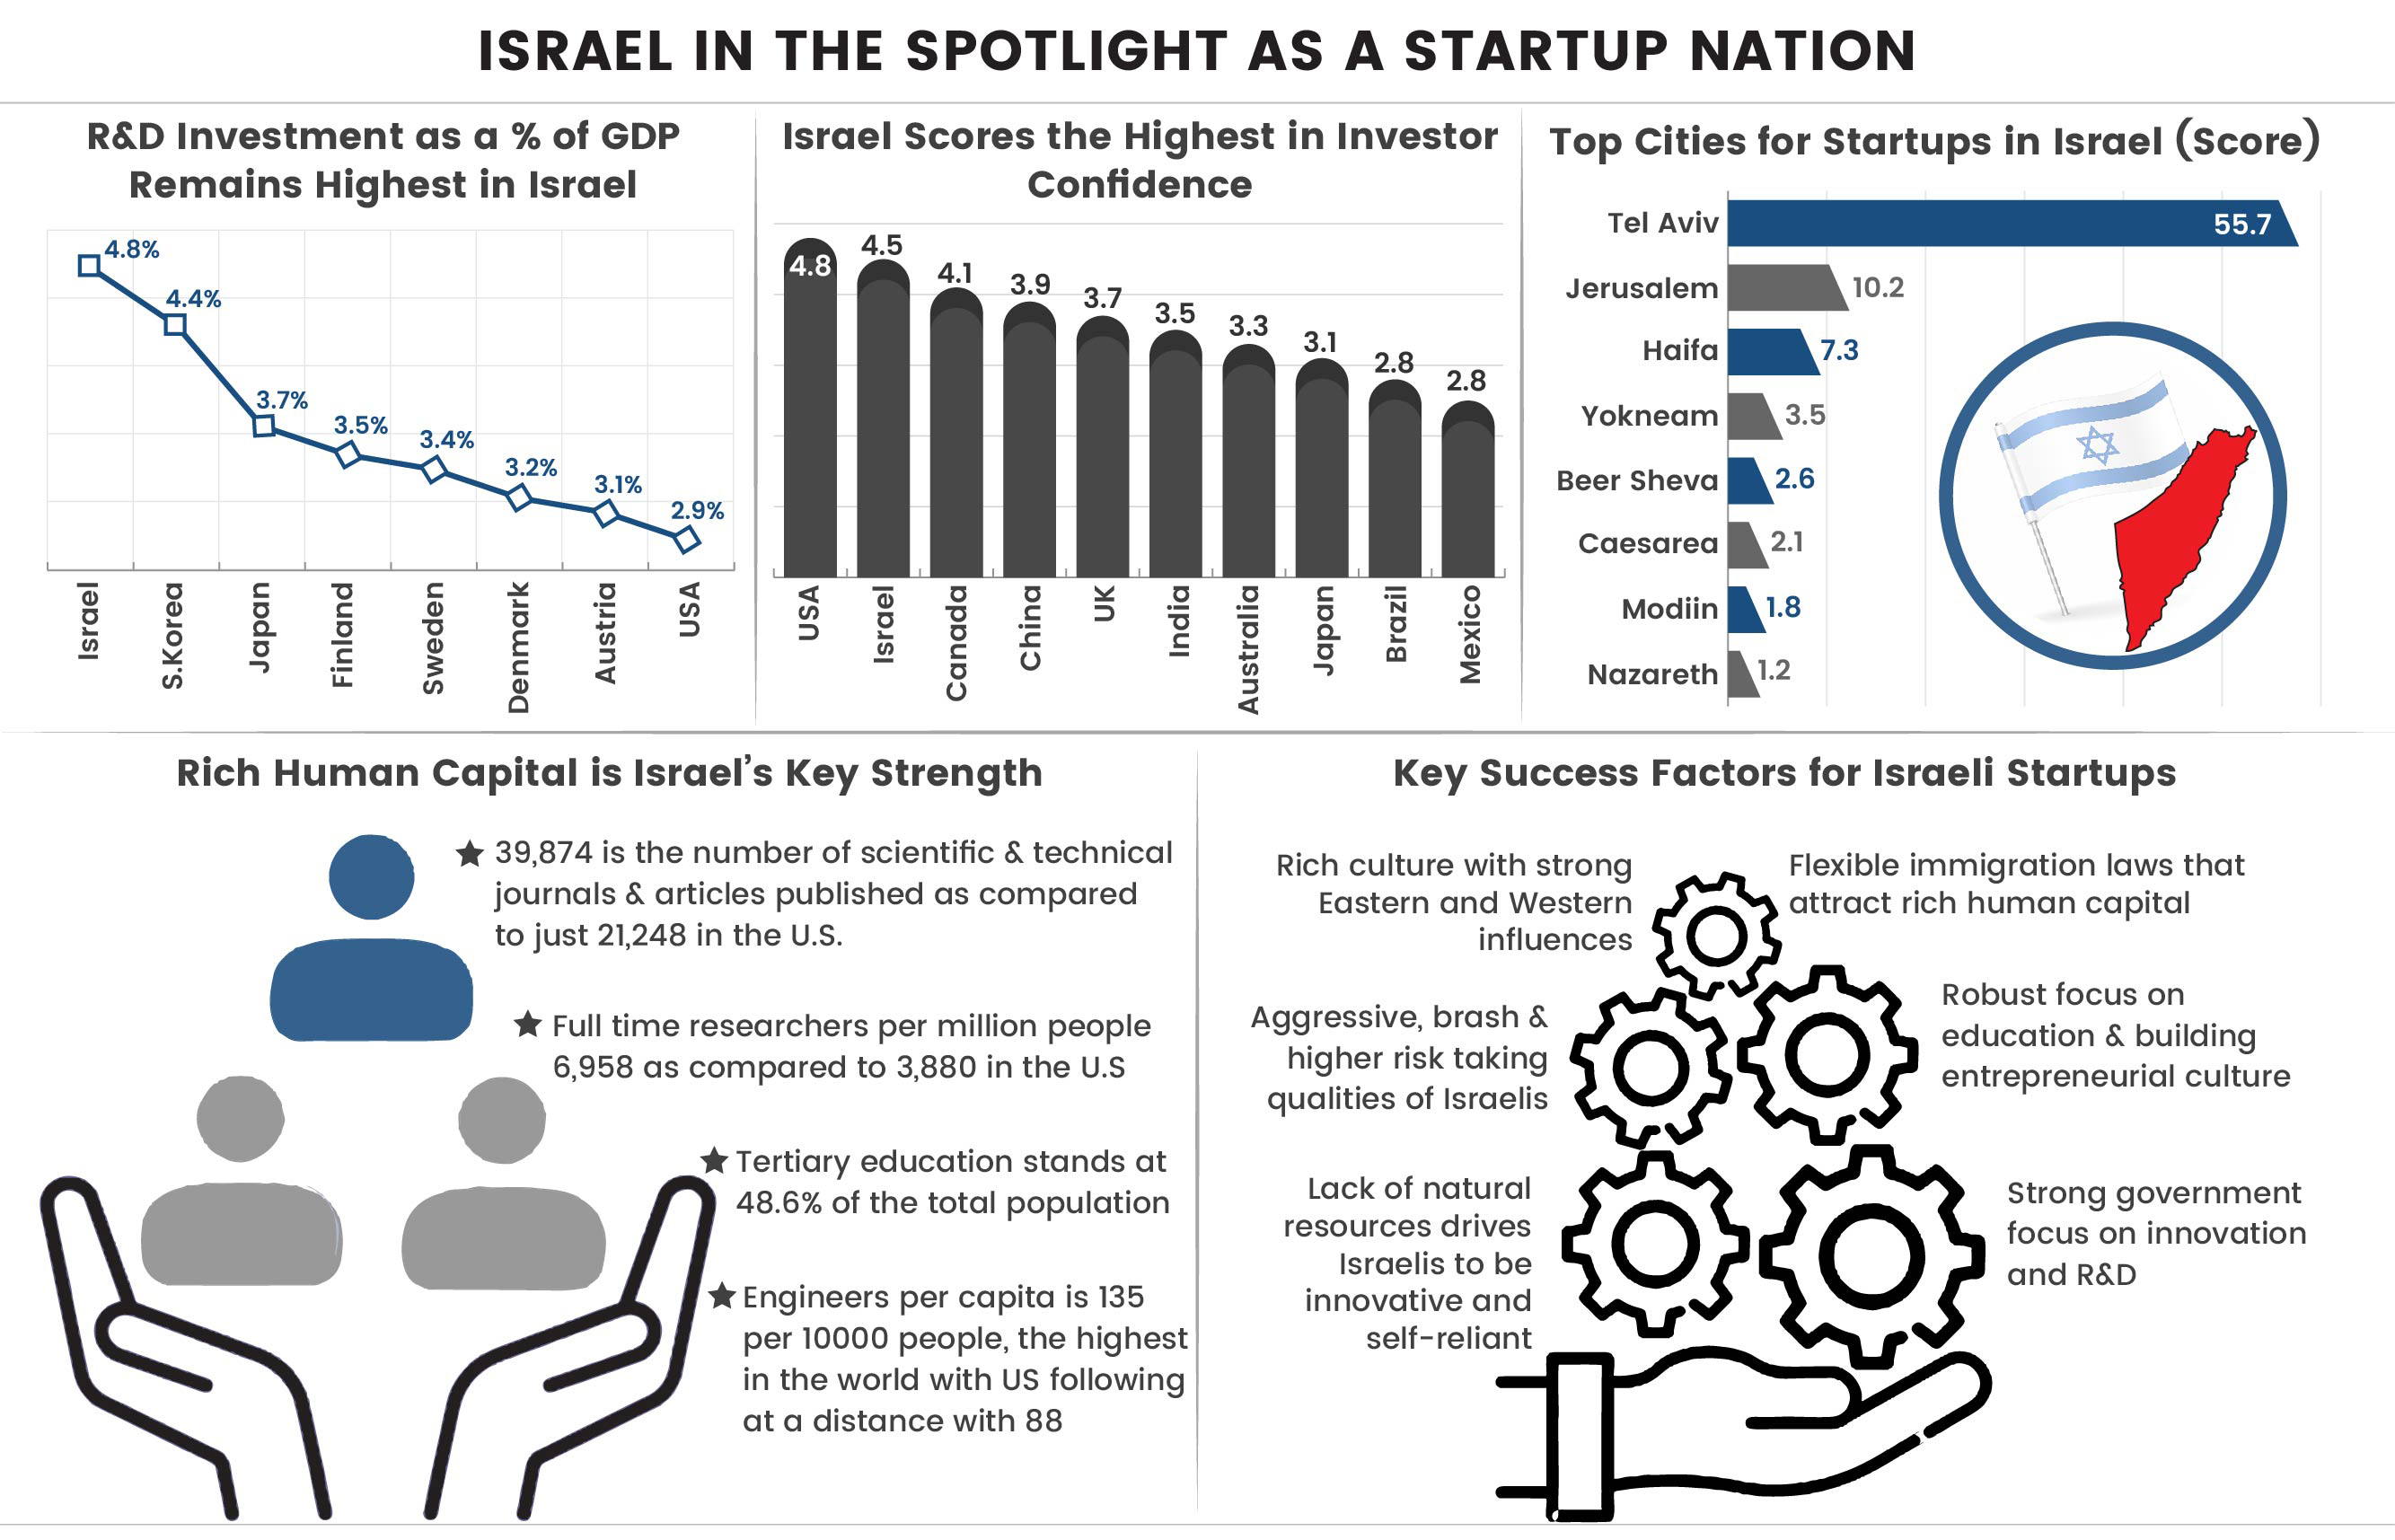 ISRAEL IN THE SPOTLIGHT AS A STARTUP NATION
R&D Investment as a % of GDP
Remains Highest in Israel
4.8%
4.4%
3.7%
3.5%
3.4%
3.2%
3.1%
2.9%
Israel
S.Korea
Japan
Finland
Sweden
Denmark
Austria
USA
Israel Scores the Highest in Investor
Confidence
4.8
4.5
4.1
3.9
3.7
3.5
3.3
3.1
2.8
2.8
USA
Israel
Canada
China
UK
India
Australia
Japan
Brazil
Mexico
Top Cities for Startups in Israel (Score)
Tel Aviv 55.7
Jerusalem 10.2
Haifa 7.3
Yokneam 3.5
Beer Sheva 2.6
Caesarea 2.1
Modiin 1.8
Nazareth 1.2
Rich Human Capital is Israel’s Key Strength
39,874 is the number of scientific & technical
journals & articles published as compared
to just 21,248 in the U.S.
Full time researchers per million people
6,958 as compared to 3,880 in the U.S
Tertiary education stands at
48.6% of the total population
Engineers per capita is 135
per 10000 people, the highest
in the world with US following
at a distance with 88
Key Success Factors for Israeli Startups
Rich culture with strong
Eastern and Western
influences
Flexible immigration laws that
attract rich human capital
Aggressive, brash &
higher risk taking
qualities of Israelis
Robust focus on
education & building
entrepreneurial culture
Lack of natural
resources drives
Israelis to be
innovative and
self-reliant
Strong government
focus on innovation
and R&D